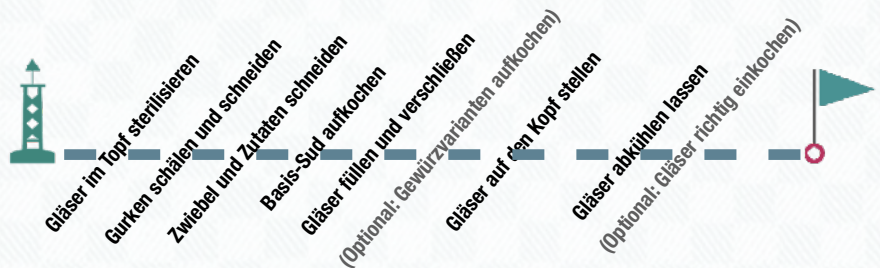 Gläser im Topf sterilisieren
Gurken schälen und schneiden
Zwiebel und Zutaten schneiden
Basis-Sud aufkochen
Gläser füllen und verschließen
(Optional: Gewürzvarianten aufkochen)
Gläser auf den Kopf stellen
Gläser abkühlen lassen
(Optional: Gläser richtig einkochen)